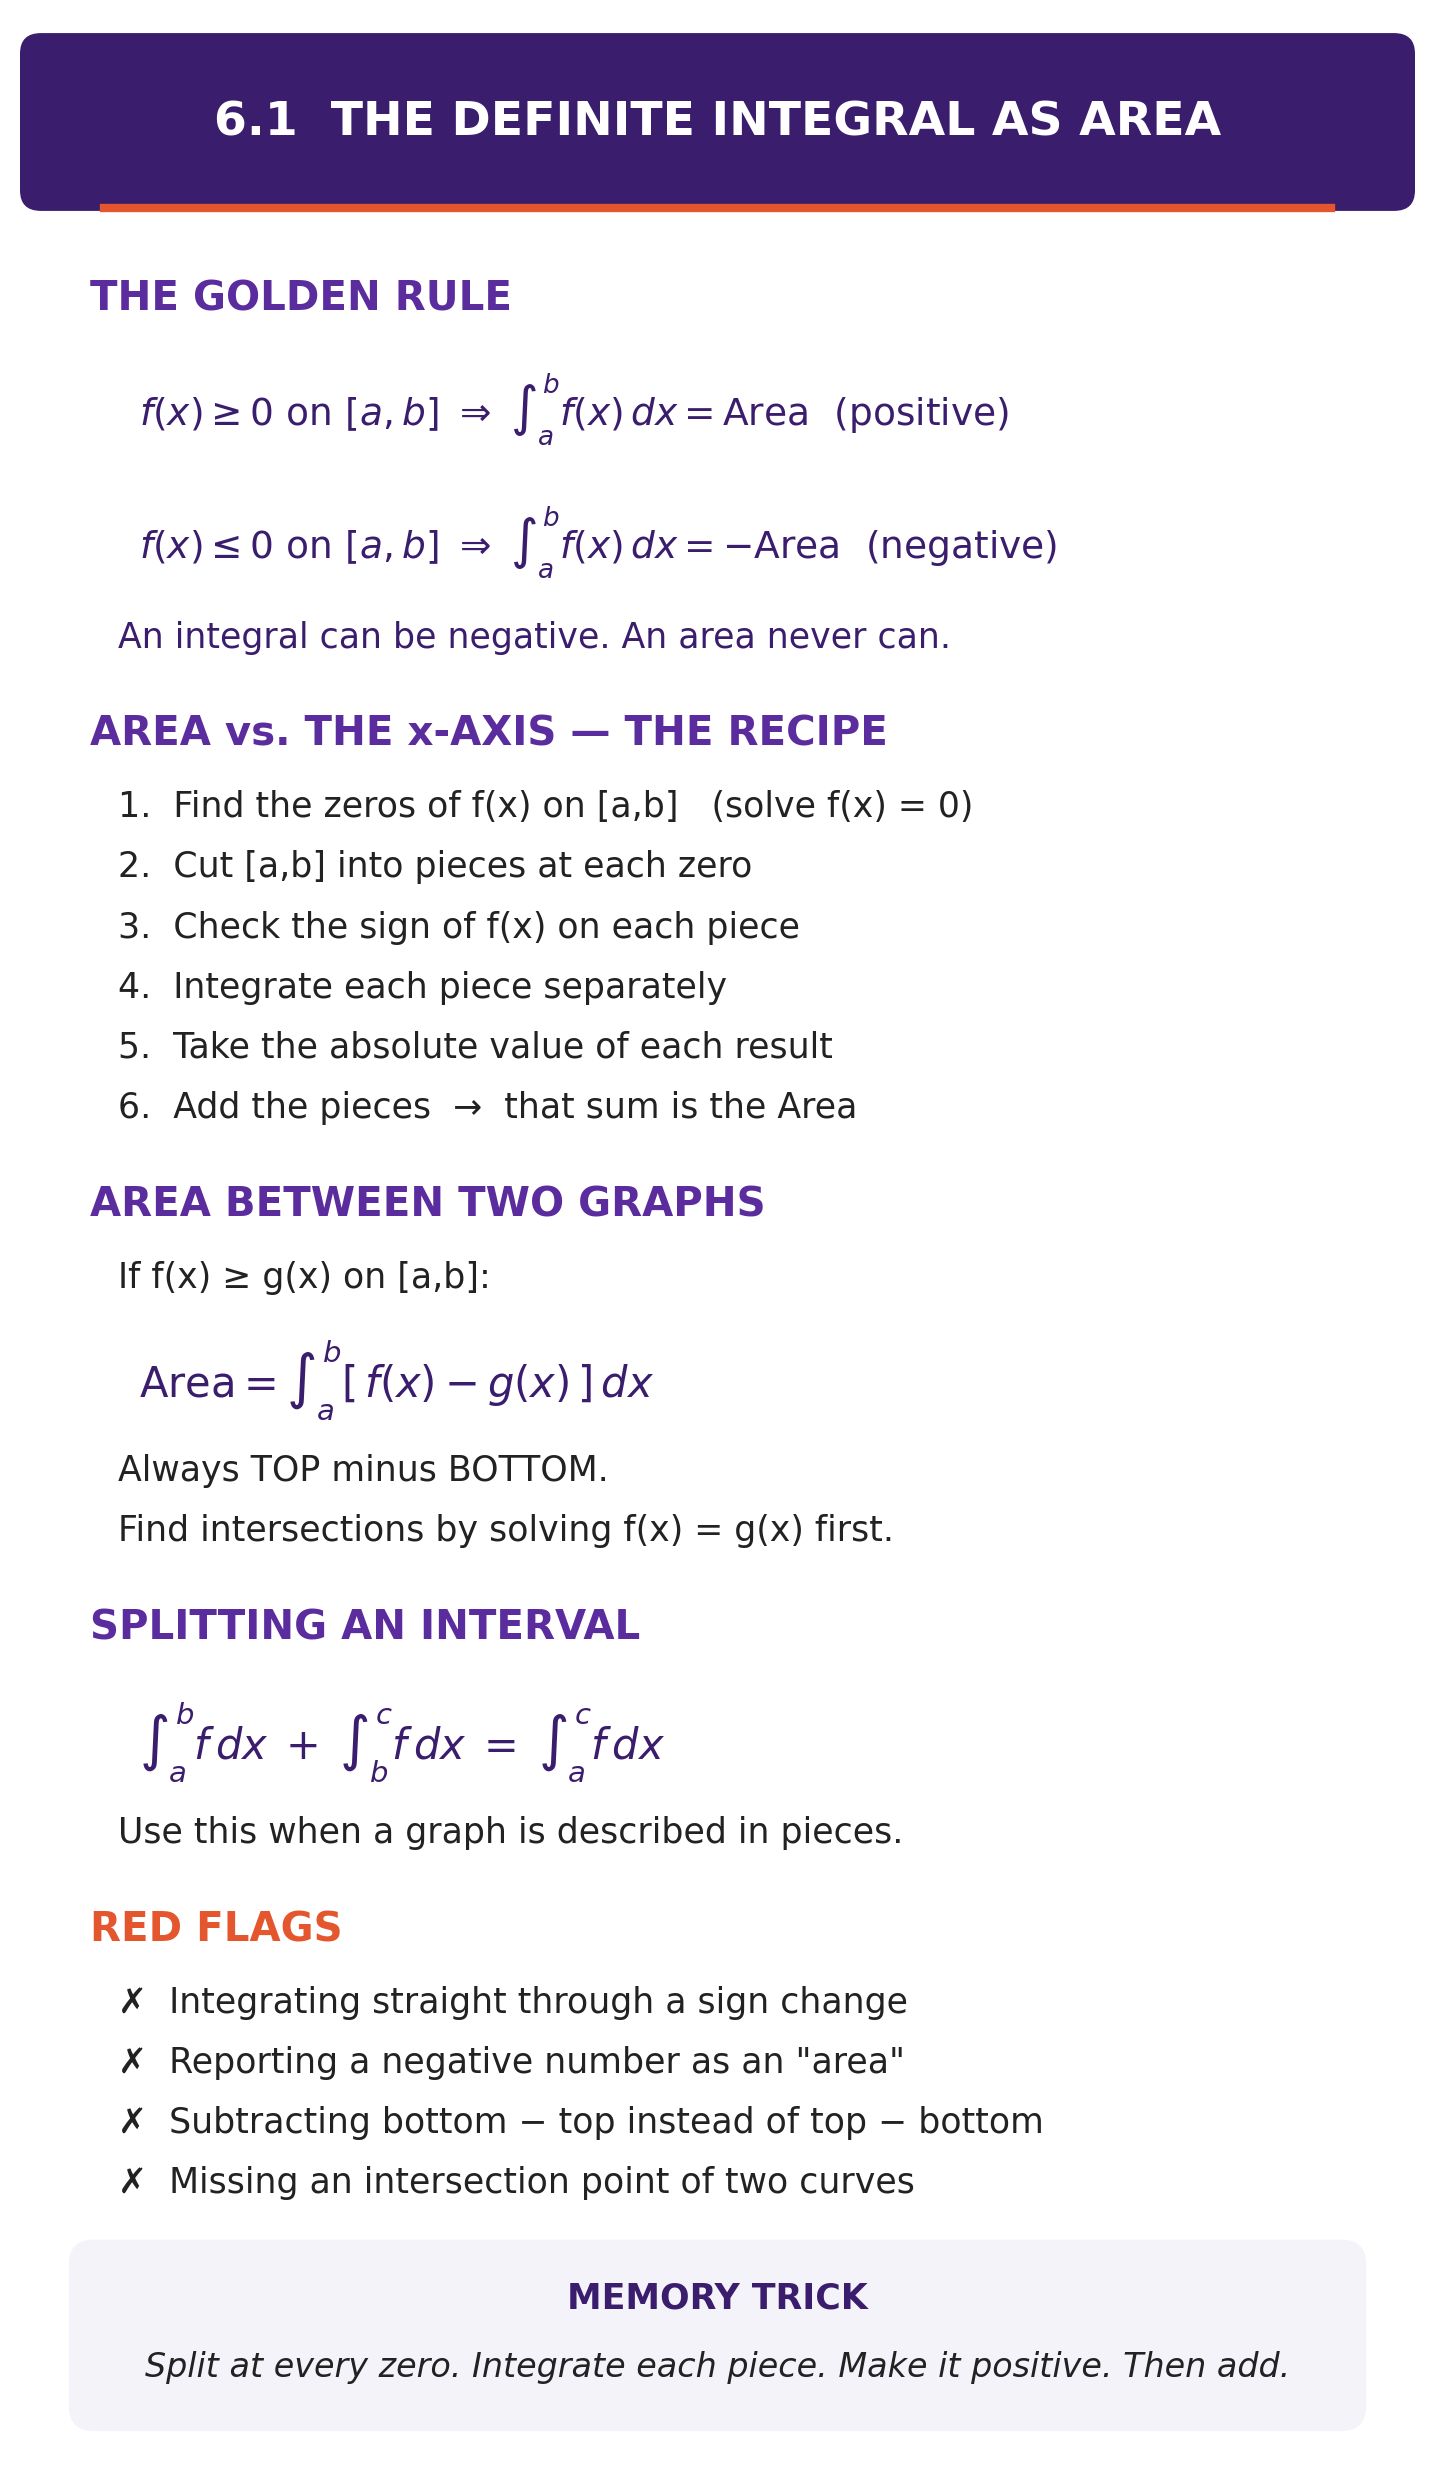 6.1 THE DEFINITE INTEGRAL AS AREA
THE GOLDEN RULE
f(x) ≥ 0 on [a, b] ⇒ ∫_a^b f(x) dx = Area (positive)
f(x) ≤ 0 on [a, b] ⇒ ∫_a^b f(x) dx = −Area (negative)
An integral can be negative. An area never can.
AREA vs. THE x-AXIS — THE RECIPE
1. Find the zeros of f(x) on [a,b] (solve f(x) = 0)
2. Cut [a,b] into pieces at each zero
3. Check the sign of f(x) on each piece
4. Integrate each piece separately
5. Take the absolute value of each result
6. Add the pieces → that sum is the Area
AREA BETWEEN TWO GRAPHS
If f(x) ≥ g(x) on [a,b]:
Area = ∫_a^b [ f(x) − g(x) ] dx
Always TOP minus BOTTOM.
Find intersections by solving f(x) = g(x) first.
SPLITTING AN INTERVAL
∫_a^b f dx + ∫_b^c f dx = ∫_a^c f dx
Use this when a graph is described in pieces.
RED FLAGS
✗ Integrating straight through a sign change
✗ Reporting a negative number as an "area"
✗ Subtracting bottom − top instead of top − bottom
✗ Missing an intersection point of two curves
MEMORY TRICK
Split at every zero. Integrate each piece. Make it positive. Then add.